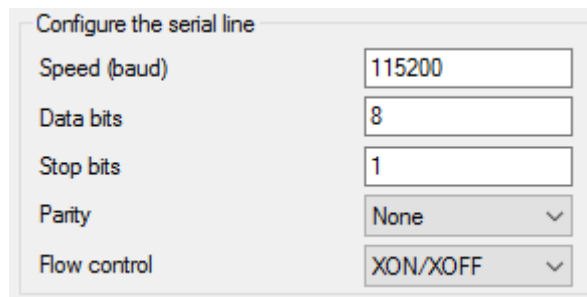 Configure the serial line
Speed (baud) 115200
Data bits 8
Stop bits 1
Parity None
Flow control XON/XOFF